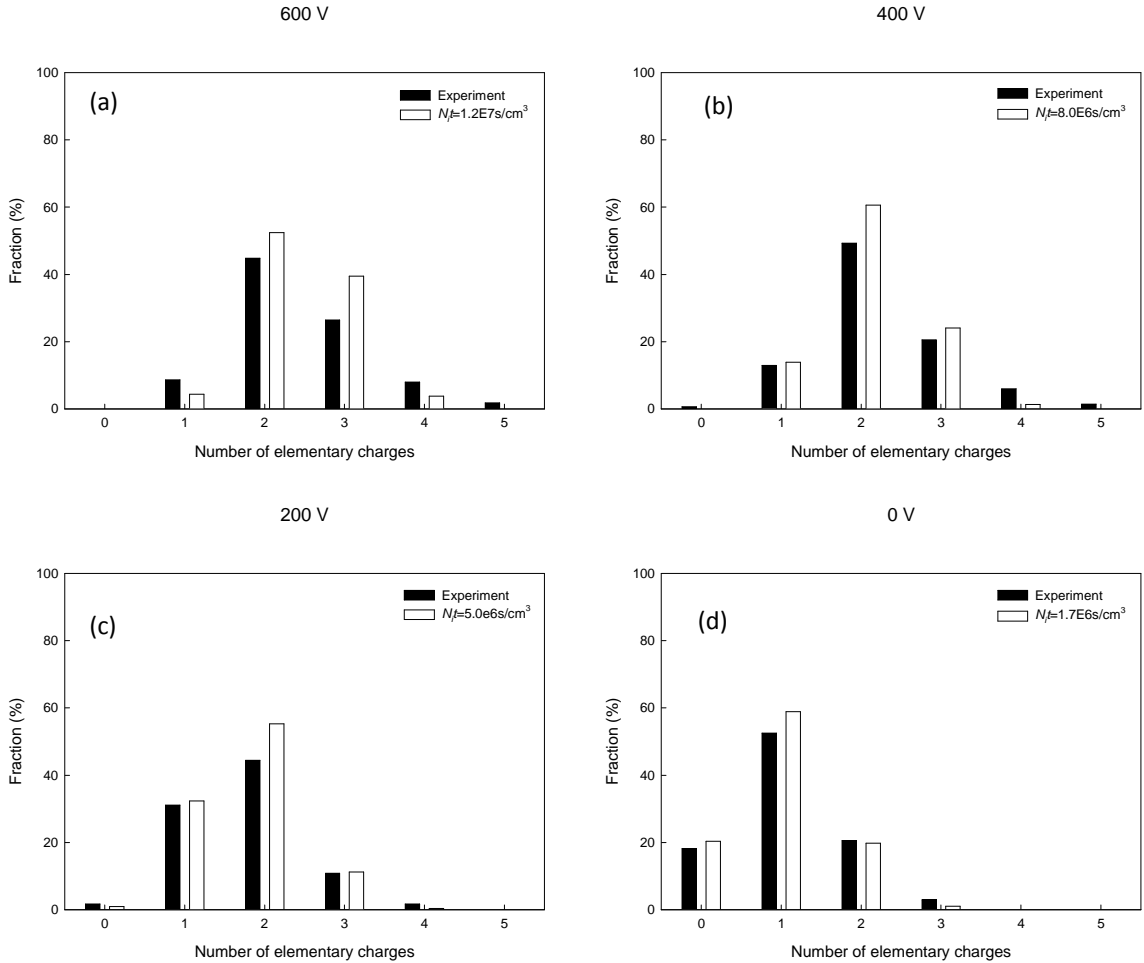 600 V
100
80
60
40
20
0
Fraction (%)
(a)
Experiment
Nᵢt=1.2E7s/cm³
0 1 2 3 4 5
Number of elementary charges
400 V
100
80
60
40
20
0
Fraction (%)
(b)
Experiment
Nᵢt=8.0E6s/cm³
0 1 2 3 4 5
Number of elementary charges
200 V
100
80
60
40
20
0
Fraction (%)
(c)
Experiment
Nᵢt=5.0e6s/cm³
0 1 2 3 4 5
Number of elementary charges
0 V
100
80
60
40
20
0
Fraction (%)
(d)
Experiment
Nᵢt=1.7E6s/cm³
0 1 2 3 4 5
Number of elementary charges